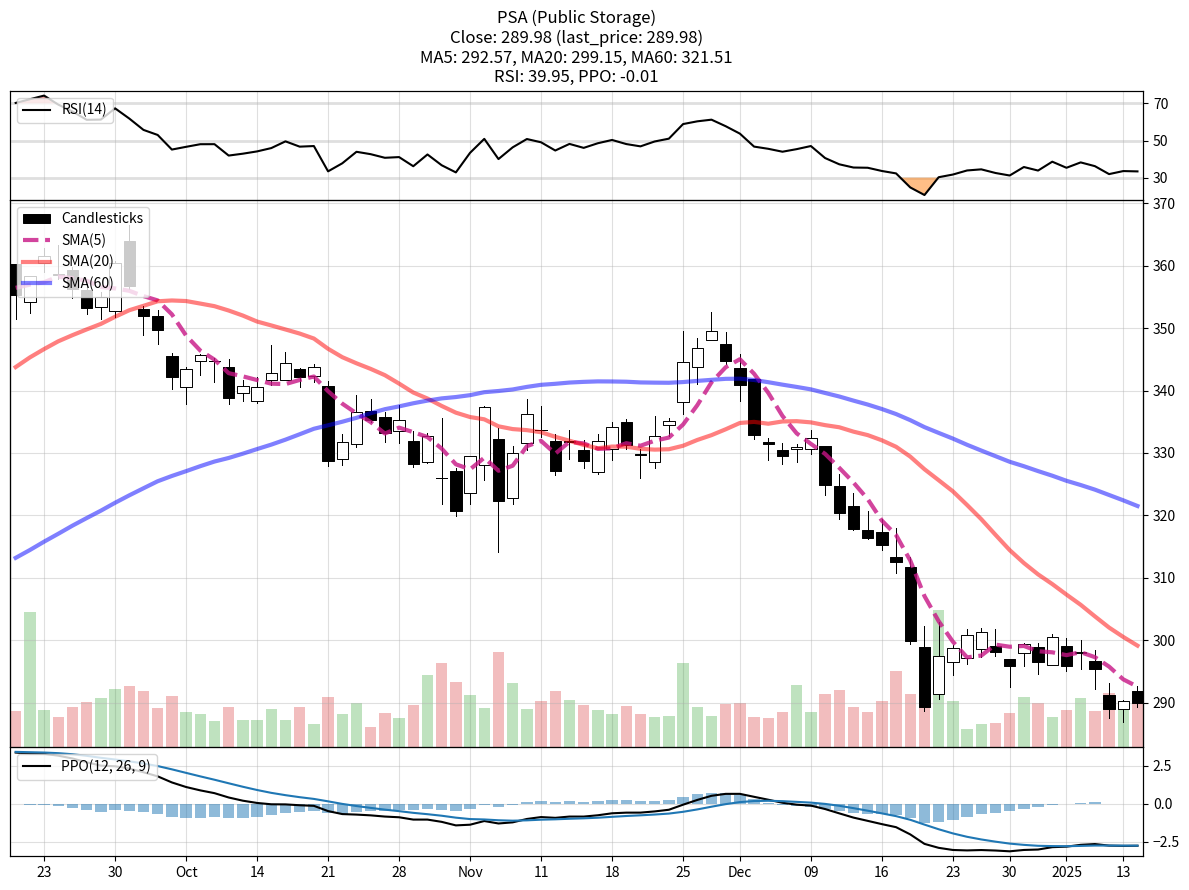 PSA (Public Storage)
Close: 289.98 (last_price: 289.98)
MA5: 292.57, MA20: 299.15, MA60: 321.51
RSI: 39.95, PPO: -0.01
RSI(14)
70
50
30
Candlesticks
SMA(5)
SMA(20)
SMA(60)
370
360
350
340
330
320
310
300
290
PPO(12, 26, 9)
2.5
0.0
−2.5
23 30 Oct 14 21 28 Nov 11 18 25 Dec 09 16 23 30 2025 13